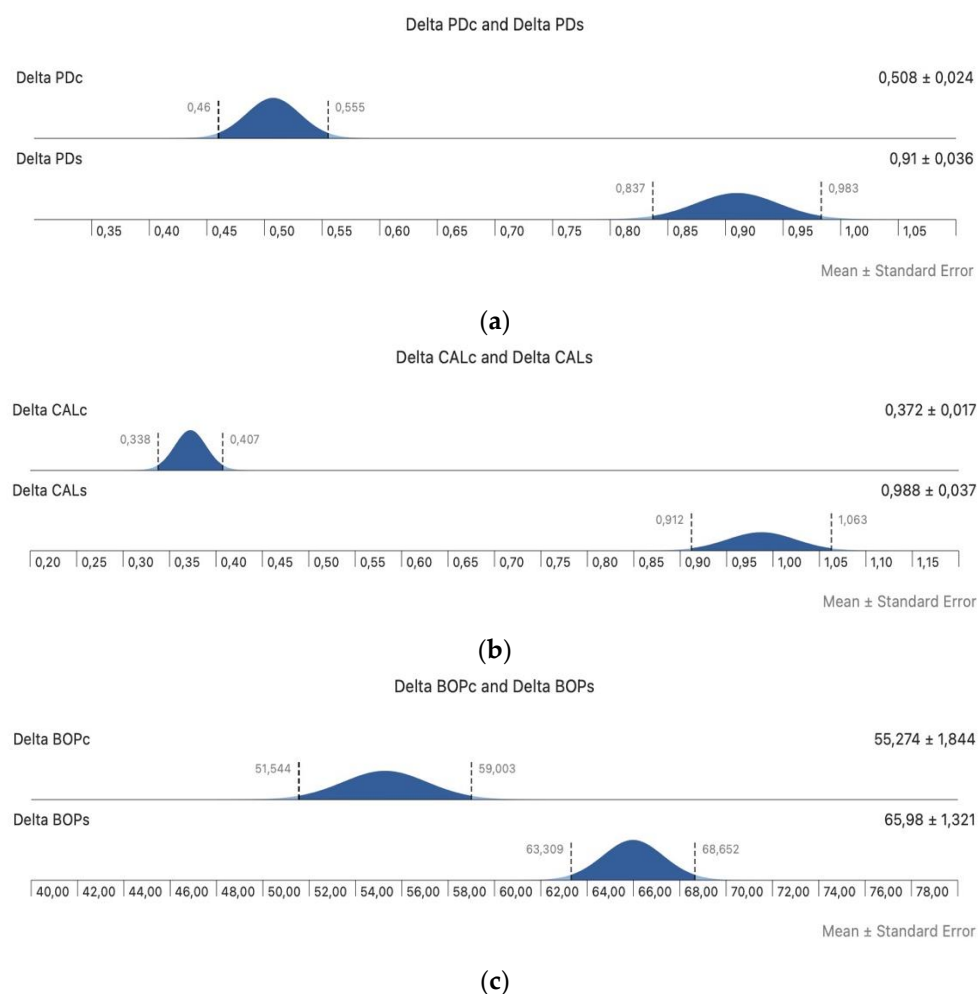 Delta PDc and Delta PDs
Delta PDc 0,508 ± 0,024
0,46 0,555
Delta PDs 0,91 ± 0,036
0,837 0,983
0,35 0,40 0,45 0,50 0,55 0,60 0,65 0,70 0,75 0,80 0,85 0,90 0,95 1,00 1,05
Mean ± Standard Error
(a)
Delta CALc and Delta CALs
Delta CALc 0,372 ± 0,017
0,338 0,407
Delta CALs 0,988 ± 0,037
0,912 1,063
0,20 0,25 0,30 0,35 0,40 0,45 0,50 0,55 0,60 0,65 0,70 0,75 0,80 0,85 0,90 0,95 1,00 1,05 1,10 1,15
Mean ± Standard Error
(b)
Delta BOPc and Delta BOPs
Delta BOPc 55,274 ± 1,844
51,544 59,003
Delta BOPs 65,98 ± 1,321
63,309 68,652
40,00 42,00 44,00 46,00 48,00 50,00 52,00 54,00 56,00 58,00 60,00 62,00 64,00 66,00 68,00 70,00 72,00 74,00 76,00 78,00
Mean ± Standard Error
(c)